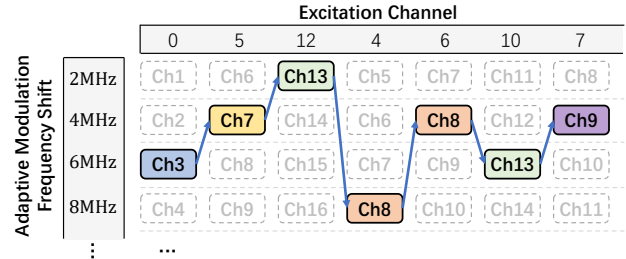 Excitation Channel
0 5 12 4 6 10 7
Adaptive Modulation
Frequency Shift
2MHz Ch1 Ch6 Ch13 Ch5 Ch7 Ch11 Ch8
4MHz Ch2 Ch7 Ch14 Ch6 Ch8 Ch12 Ch9
6MHz Ch3 Ch8 Ch15 Ch7 Ch9 Ch13 Ch10
8MHz Ch4 Ch9 Ch16 Ch8 Ch10 Ch14 Ch11
⋮ ...